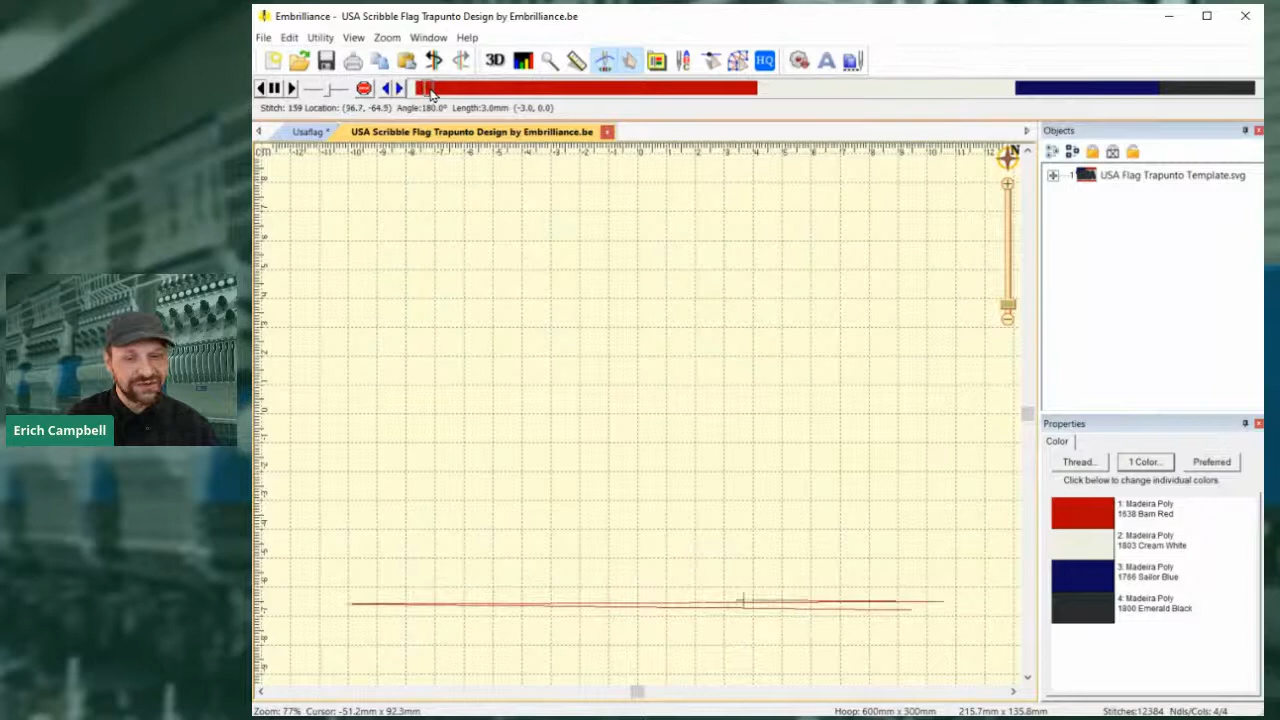 Embrilliance - USA Scribble Flag Trapunto Design by Embrilliance.be
File Edit Utility View Zoom Window Help
3D HQ A
Stitch: 159 Location: (96.7, -64.5) Angle:180.0° Length:3.0mm (-3.0, 0.0)
Usaflag * USA Scribble Flag Trapunto Design by Embrilliance.be
Objects
cm
N
1 USA Flag Trapunto Template.svg
Erich Campbell
Properties
Color
Thread... 1 Color... Preferred
Click below to change individual colors
1: Madeira Poly
1638 Barn Red
2: Madeira Poly
1803 Cream White
3: Madeira Poly
1766 Sailor Blue
4: Madeira Poly
1800 Emerald Black
Zoom: 77% Cursor: -51.2mm x 92.3mm Hoop: 600mm x 300mm 215.7mm x 135.8mm Stitches:12384 Ndls/Cols: 4/4